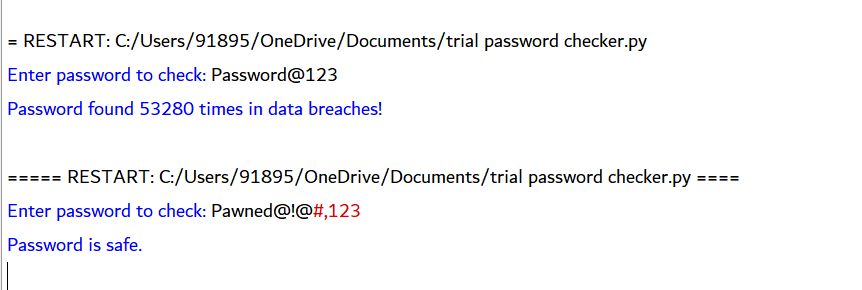 = RESTART: C:/Users/91895/OneDrive/Documents/trial password checker.py
Enter password to check: Password@123
Password found 53280 times in data breaches!
===== RESTART: C:/Users/91895/OneDrive/Documents/trial password checker.py ====
Enter password to check: Pawned@!@#,123
Password is safe.